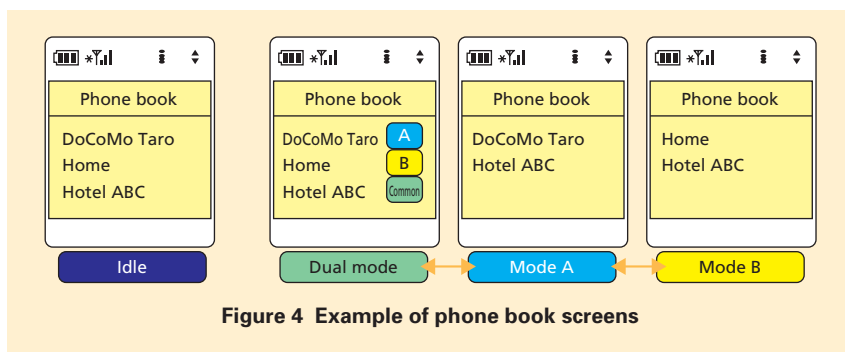 Phone book
DoCoMo Taro
Home
Hotel ABC
Idle
Phone book
DoCoMo Taro A
Home B
Hotel ABC Common
Dual mode
Phone book
DoCoMo Taro
Hotel ABC
Mode A
Phone book
Home
Hotel ABC
Mode B
Figure 4 Example of phone book screens